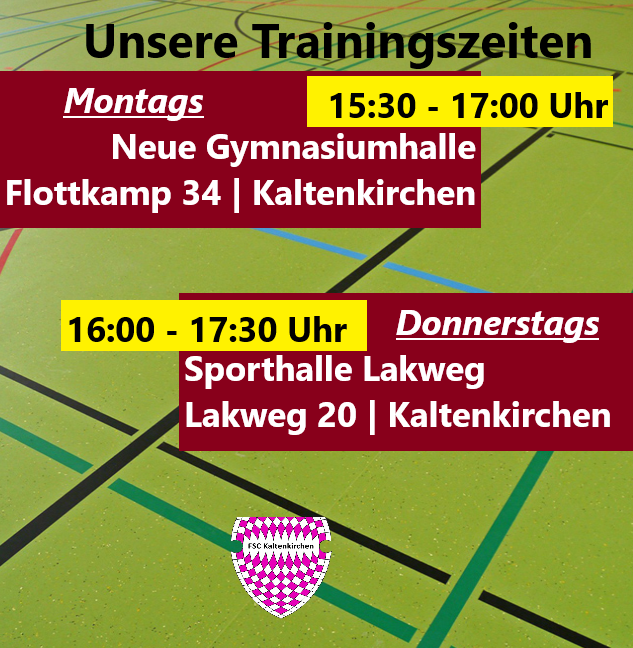 Unsere Trainingszeiten
Montags 15:30 - 17:00 Uhr
Neue Gymnasiumhalle
Flottkamp 34 | Kaltenkirchen
16:00 - 17:30 Uhr Donnerstags
Sporthalle Lakweg
Lakweg 20 | Kaltenkirchen
FSC Kaltenkirchen